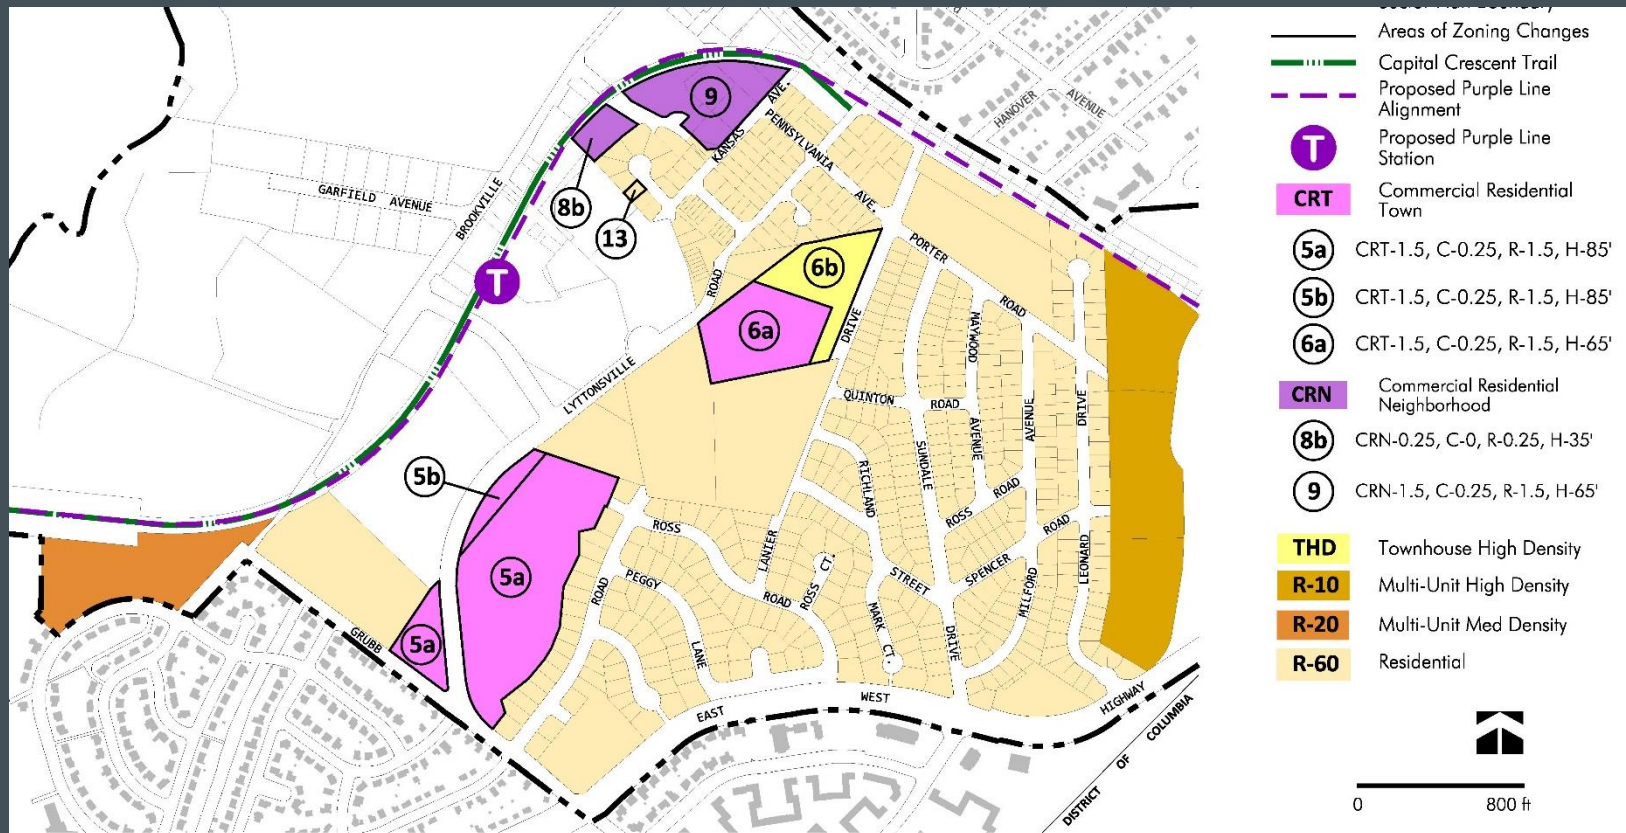 Areas of Zoning Changes
Capital Crescent Trail
Proposed Purple Line
Alignment
T
Proposed Purple Line
Station
CRT
Commercial Residential
Town
5a
CRT-1.5, C-0.25, R-1.5, H-85'
5b
CRT-1.5, C-0.25, R-1.5, H-85'
6a
CRT-1.5, C-0.25, R-1.5, H-65'
CRN
Commercial Residential
Neighborhood
8b
CRN-0.25, C-0, R-0.25, H-35'
9
CRN-1.5, C-0.25, R-1.5, H-65'
THD
Townhouse High Density
R-10
Multi-Unit High Density
R-20
Multi-Unit Med Density
R-60
Residential
0
800 ft
9
8b
13
6b
6a
5b
5a
5a
T
GARFIELD AVENUE
BROOKVILLE
KANSAS
AVE.
PENNSYLVANIA
AVE.
HANOVER
AVENUE
PORTER
ROAD
ROAD
LYTTONSVILLE
DRIVE
MAYWOOD
AVENUE
QUINTON
ROAD
AVENUE
DRIVE
SUNDALE
RICHLAND
ROSS
ROAD
ROSS
ROAD
SPENCER
ROAD
LANIER
ROSS CT.
STREET
PEGGY
LANE
ROAD
MARK
CT.
DRIVE
MILFORD
LEONARD
GRUBB
EAST
WEST
HIGHWAY
DISTRICT
OF
COLUMBIA